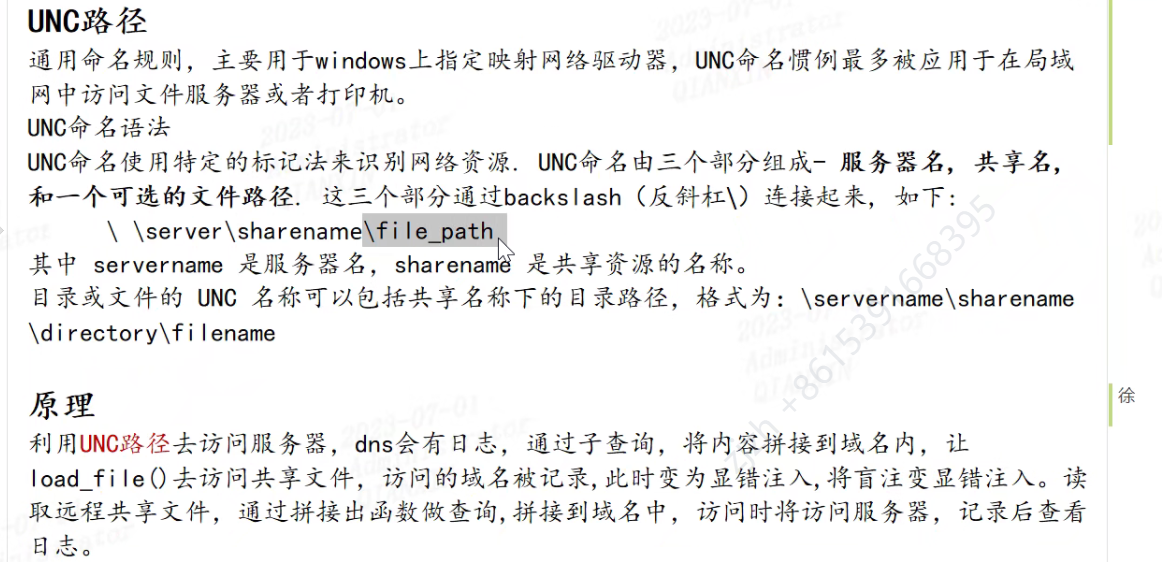 UNC路径
通用命名规则，主要用于windows上指定映射网络驱动器，UNC命名惯例最多被应用于在局域
网中访问文件服务器或者打印机。
UNC命名语法
UNC命名使用特定的标记法来识别网络资源. UNC命名由三个部分组成- 服务器名，共享名，
和一个可选的文件路径. 这三个部分通过backslash（反斜杠\）连接起来，如下：
\ \server\sharename\file_path
其中 servername 是服务器名，sharename 是共享资源的名称。
目录或文件的 UNC 名称可以包括共享名称下的目录路径，格式为：\servername\sharename
\directory\filename
原理
徐
利用UNC路径去访问服务器，dns会有日志，通过子查询，将内容拼接到域名内，让
load_file()去访问共享文件，访问的域名被记录,此时变为显错注入,将盲注变显错注入。读
取远程共享文件，通过拼接出函数做查询,拼接到域名中，访问时将访问服务器，记录后查看
日志。
2023-07-01
Administrator
QIANXIN
+8615391668395